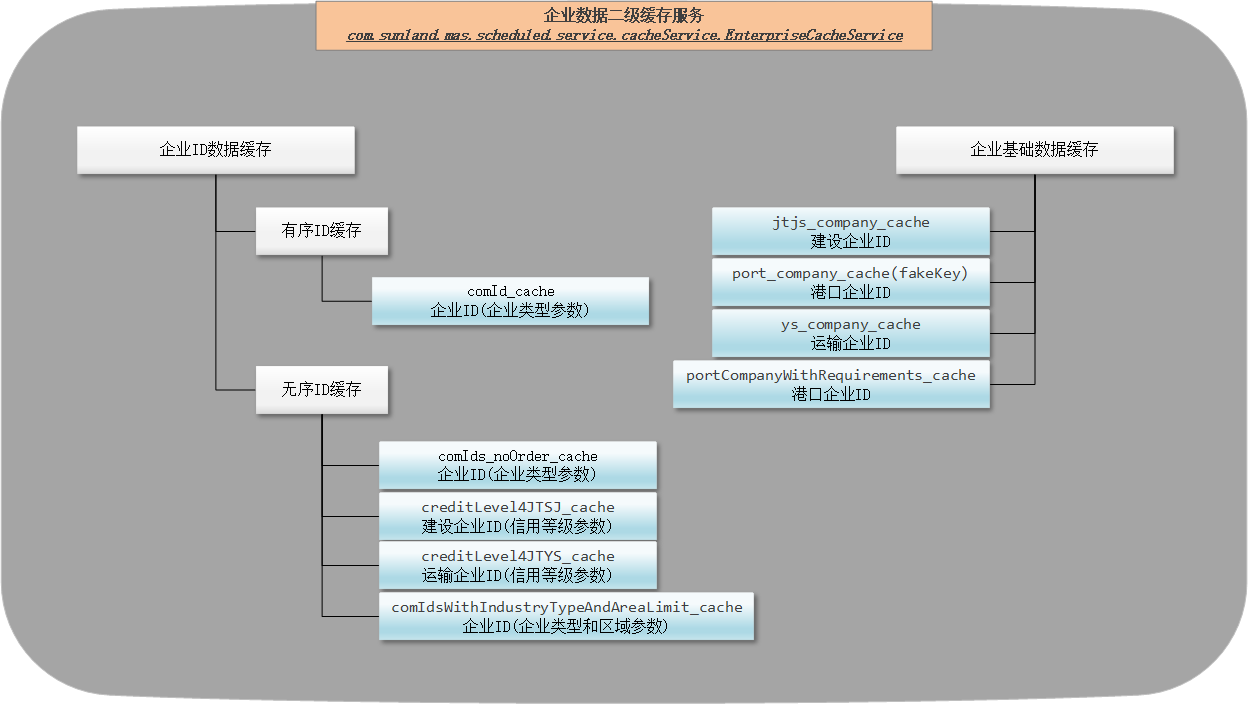 企业数据二级缓存服务
com.sunland.mas.scheduled.service.cacheService.EnterpriseCacheService
企业ID数据缓存
有序ID缓存
comId_cache
企业ID(企业类型参数)
无序ID缓存
comIds_noOrder_cache
企业ID(企业类型参数)
creditLevel4JTSJ_cache
建设企业ID(信用等级参数)
creditLevel4JTYS_cache
运输企业ID(信用等级参数)
comIdsWithIndustryTypeAndAreaLimit_cache
企业ID(企业类型和区域参数)
企业基础数据缓存
jtjs_company_cache
建设企业ID
port_company_cache(fakeKey)
港口企业ID
ys_company_cache
运输企业ID
portCompanyWithRequirements_cache
港口企业ID